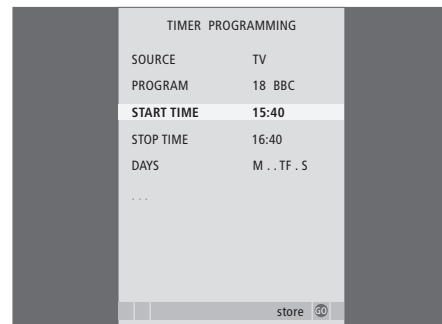 TIMER PROGRAMMING
SOURCE TV
PROGRAM 18 BBC
START TIME 15:40
STOP TIME 16:40
DAYS M . . TF . S
. . .
store GO